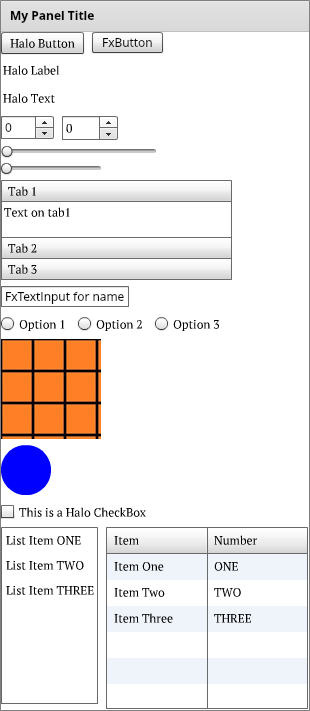 My Panel Title
Halo Button FxButton
Halo Label
Halo Text
0 0
Tab 1
Text on tab1
Tab 2
Tab 3
FxTextInput for name
Option 1 Option 2 Option 3
This is a Halo CheckBox
List Item ONE
List Item TWO
List Item THREE
Item Number
Item One ONE
Item Two TWO
Item Three THREE